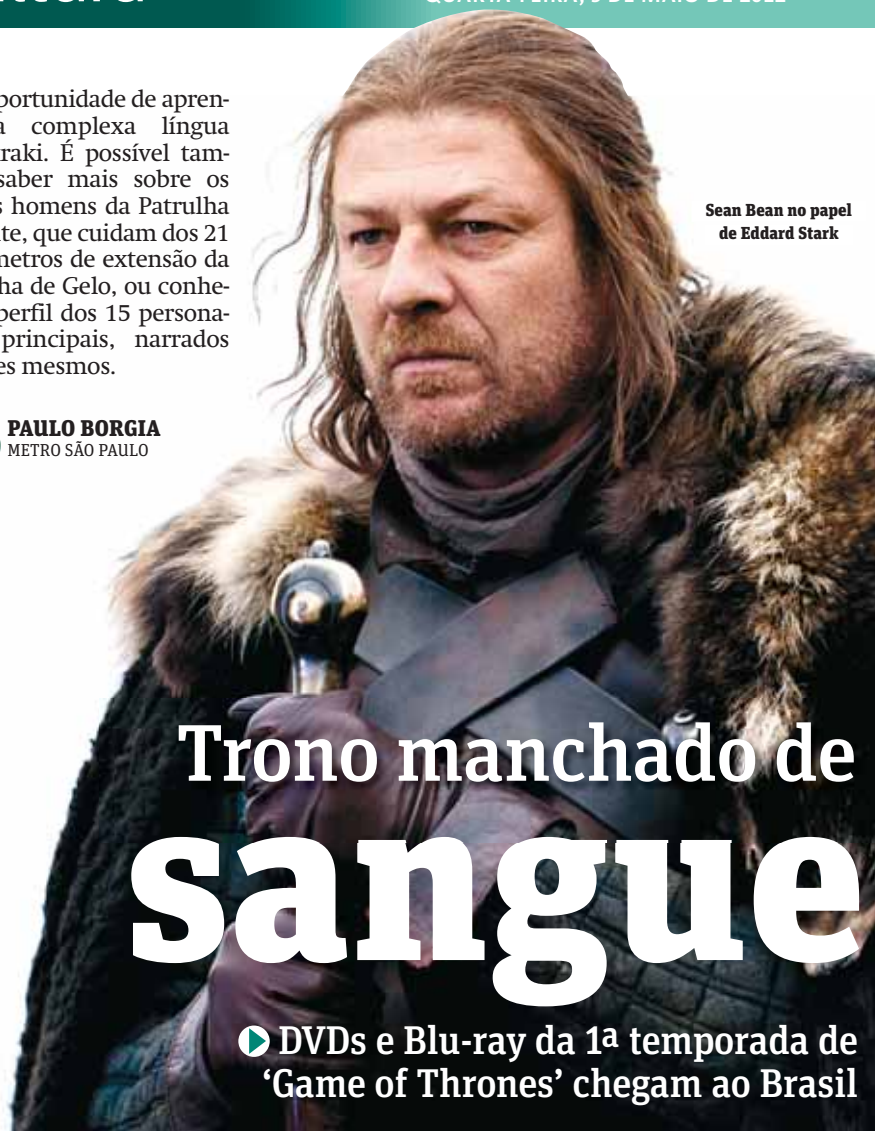 portunidade de apren-
a complexa língua
raki. É possível tam-
saber mais sobre os
s homens da Patrulha
te, que cuidam dos 21
metros de extensão da
ha de Gelo, ou conhe-
perfil dos 15 persona-
principais, narrados
es mesmos.
PAULO BORGIA
METRO SÃO PAULO
Sean Bean no papel
de Eddard Stark
Trono manchado de
sangue
DVDs e Blu-ray da 1ª temporada de
‘Game of Thrones’ chegam ao Brasil